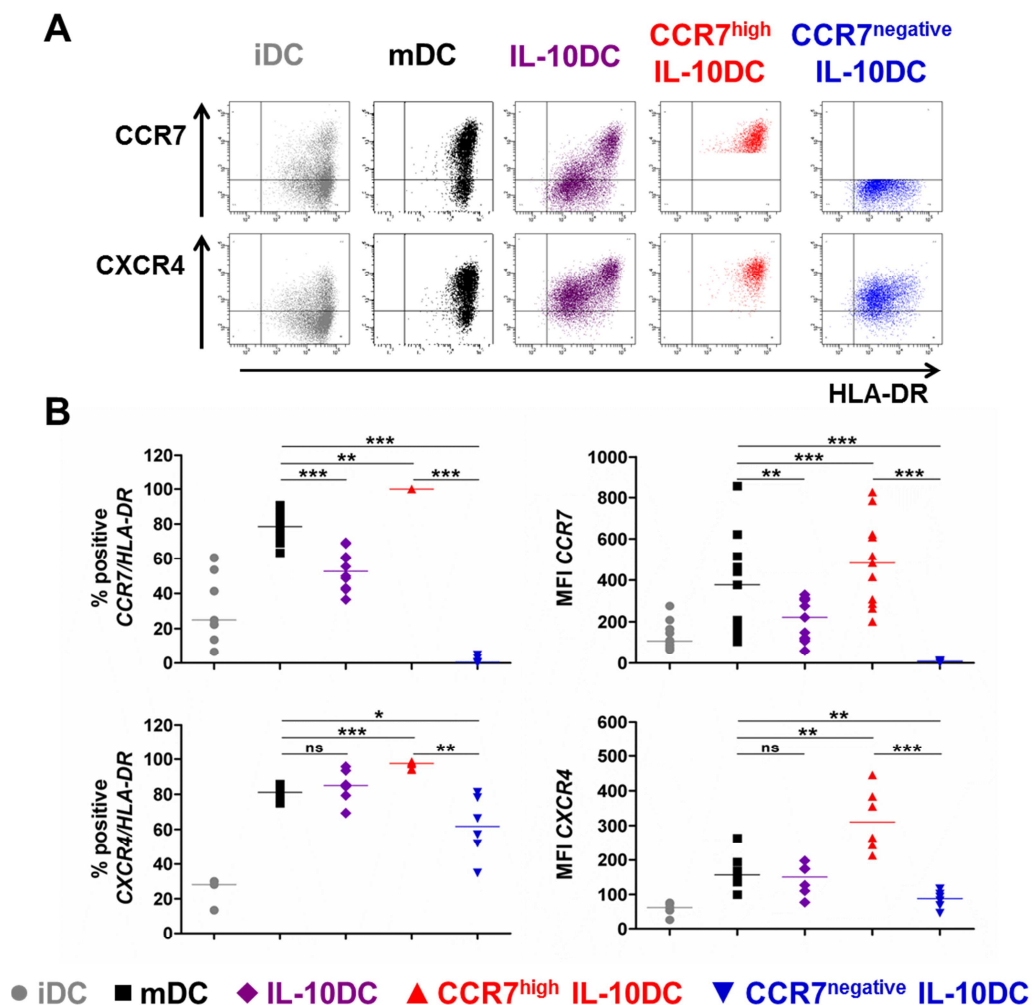 A
iDC
mDC
IL-10DC
CCR7high
IL-10DC
CCR7negative
IL-10DC
CCR7
CXCR4
HLA-DR
B
% positive
CCR7/HLA-DR
120
100
80
60
40
20
0
***
**
***
***
MFI CCR7
1000
800
600
400
200
0
***
***
**
***
% positive
CXCR4/HLA-DR
120
100
80
60
40
20
0
*
***
ns
**
MFI CXCR4
600
500
400
300
200
100
0
**
**
ns
***
iDC mDC IL-10DC CCR7high IL-10DC CCR7negative IL-10DC